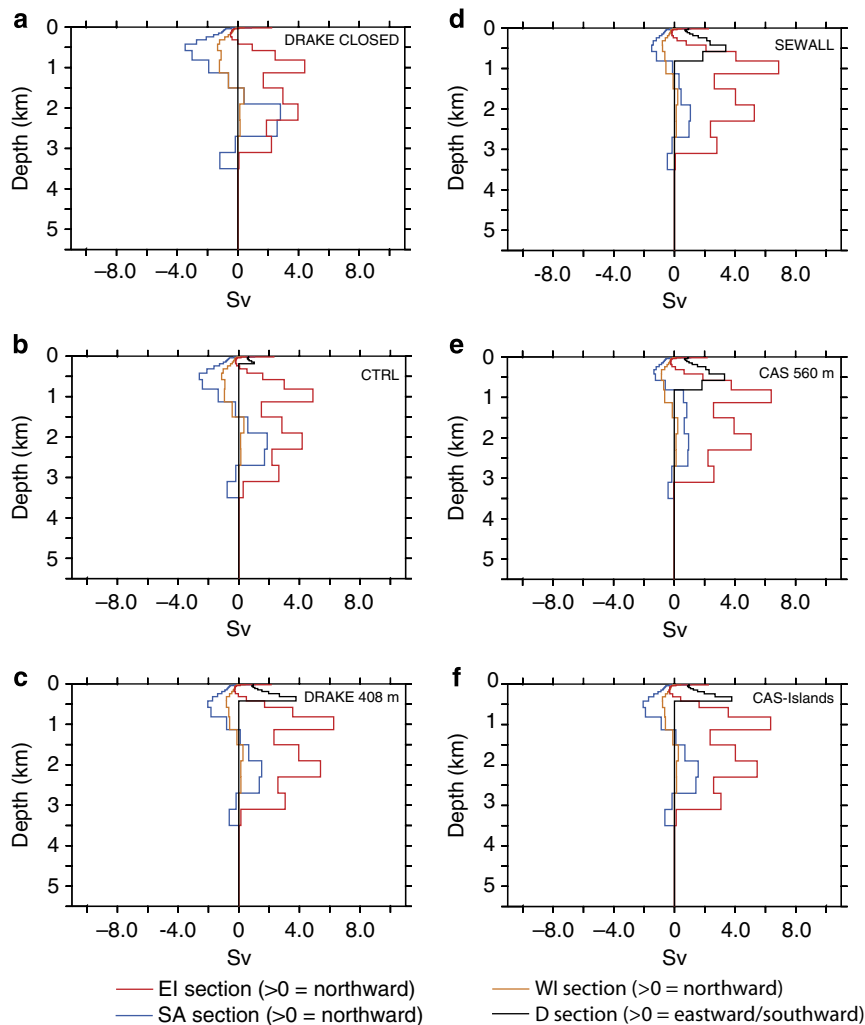 a
DRAKE CLOSED
0
1
2
3
4
5
Depth (km)
−8.0 −4.0 0 4.0 8.0
Sv
b
CTRL
0
1
2
3
4
5
Depth (km)
−8.0 −4.0 0 4.0 8.0
Sv
c
DRAKE 408 m
0
1
2
3
4
5
Depth (km)
−8.0 −4.0 0 4.0 8.0
Sv
d
SEWALL
0
1
2
3
4
5
Depth (km)
-8.0 −4.0 0 4.0 8.0
Sv
e
CAS 560 m
0
1
2
3
4
5
Depth (km)
−8.0 −4.0 0 4.0 8.0
Sv
f
CAS-Islands
0
1
2
3
4
5
Depth (km)
−8.0 −4.0 0 4.0 8.0
Sv
EI section (>0 = northward)
SA section (>0 = northward)
WI section (>0 = northward)
D section (>0 = eastward/southward)